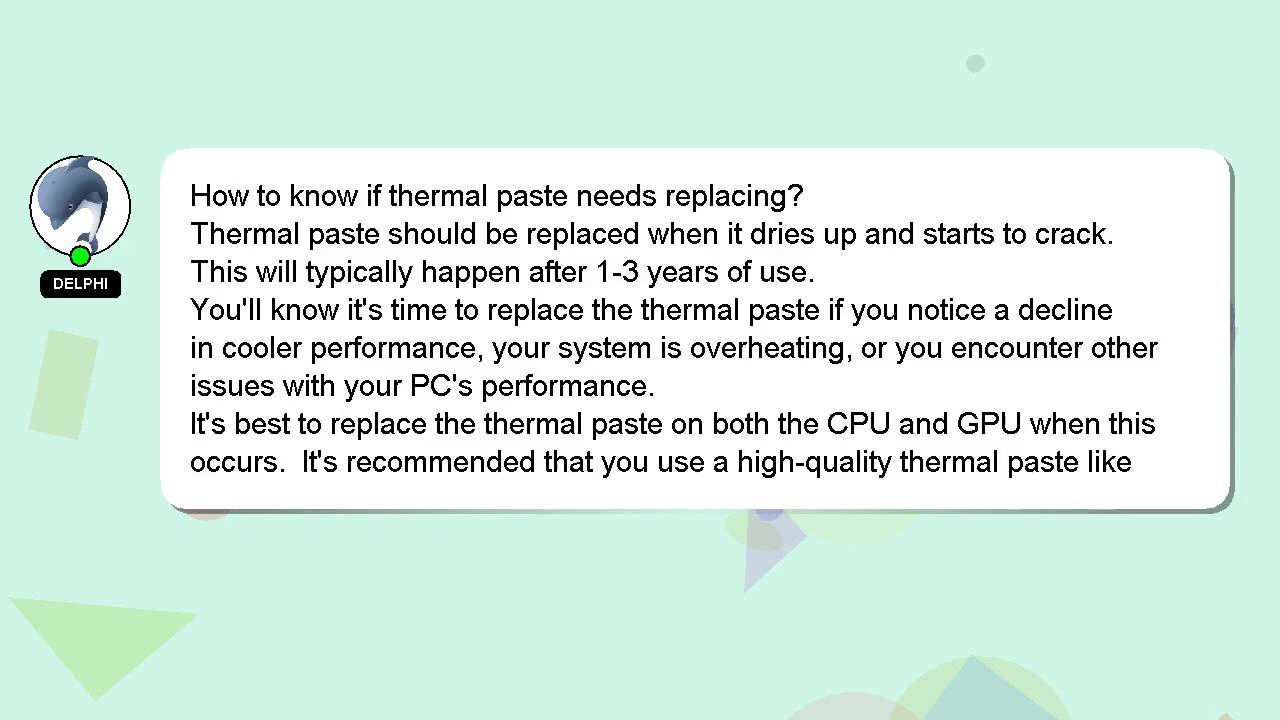 DELPHI
How to know if thermal paste needs replacing?
Thermal paste should be replaced when it dries up and starts to crack.
This will typically happen after 1-3 years of use.
You'll know it's time to replace the thermal paste if you notice a decline
in cooler performance, your system is overheating, or you encounter other
issues with your PC's performance.
It's best to replace the thermal paste on both the CPU and GPU when this
occurs.  It's recommended that you use a high-quality thermal paste like